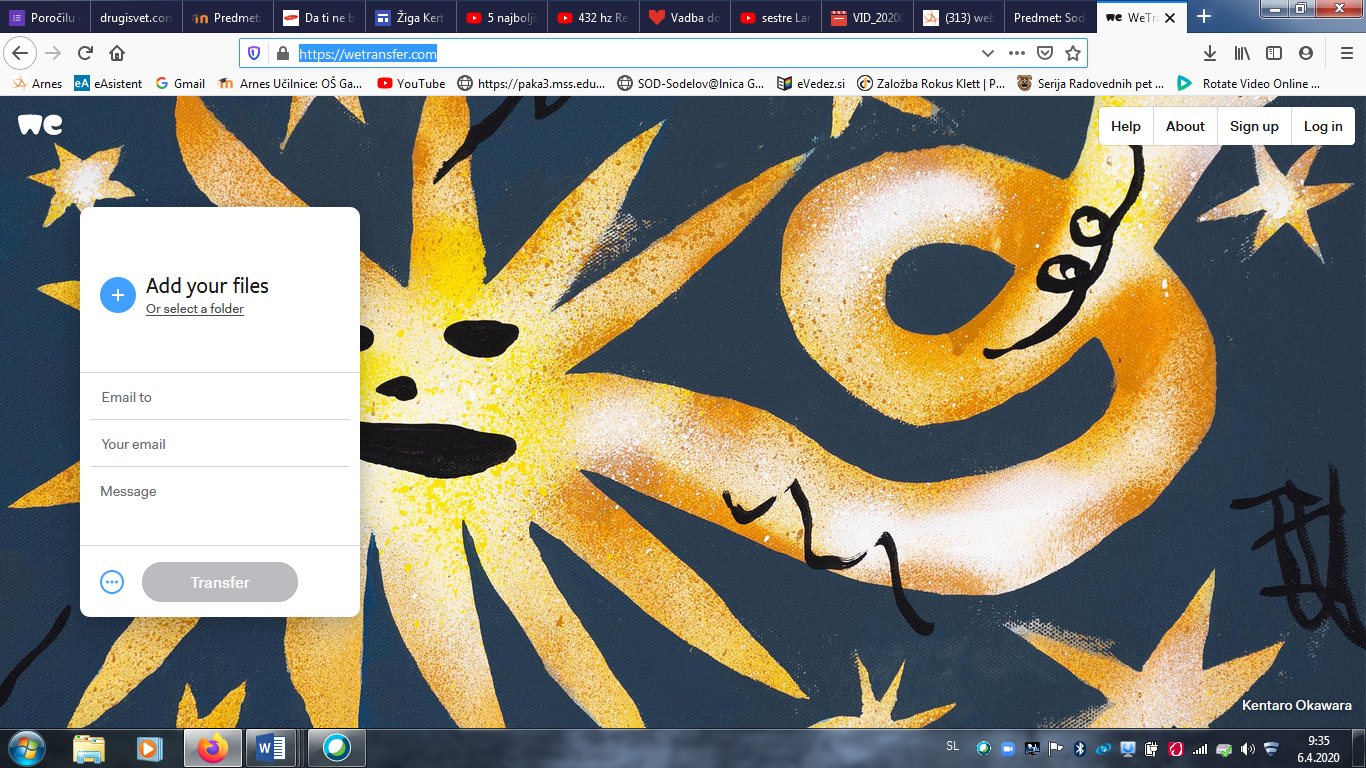 Poročilu
drugisvet.com
Predmet:
Da ti ne b
Žiga Kert
5 najboljš
432 hz Re
Vadba do
sestre Lar
VID_2020
(313) web
Predmet: Sod
WeTra
https://wetransfer.com
Arnes
eAsistent
Gmail
Arnes Učilnice: OŠ Ga...
YouTube
https://paka3.mss.edu...
SOD-Sodelov@lnica G...
eVedez.si
Založba Rokus Klett | P...
Serija Radovednih pet ...
Rotate Video Online ...
we
Help
About
Sign up
Log in
Add your files
Or select a folder
Email to
Your email
Message
Transfer
Kentaro Okawara
SL
9:35
6.4.2020